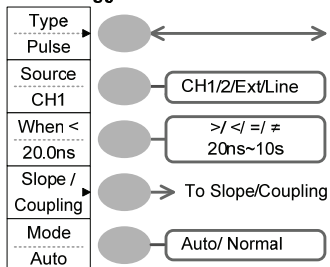 Type
Pulse
Source
CH1
CH1/2/Ext/Line
When <
20.0ns
>/ </ =/ ≠
20ns~10s
Slope /
Coupling
To Slope/Coupling
Mode
Auto
Auto/ Normal